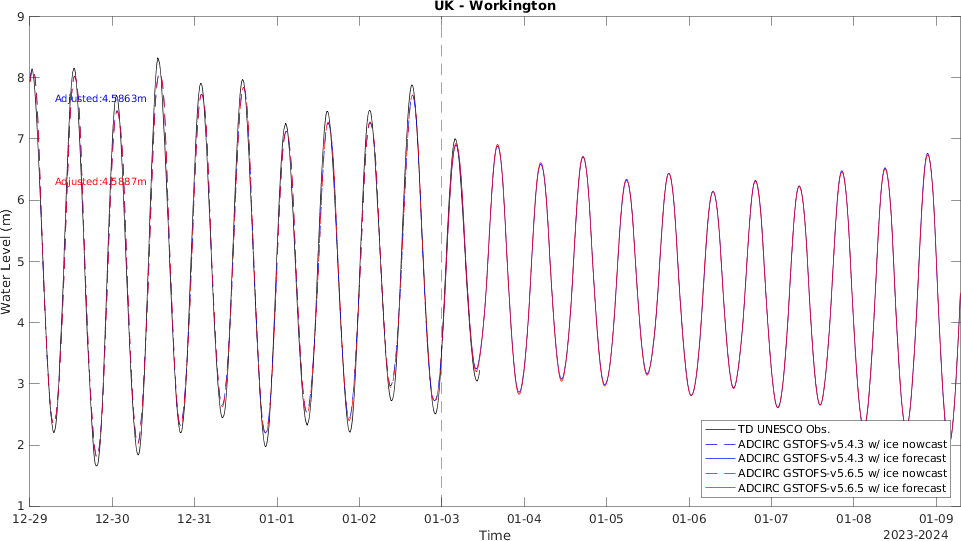 UK - Workington
9
8
7
6
5
4
3
2
1
Water Level (m)
Adjusted:4.5863m
Adjusted:4.5887m
TD UNESCO Obs.
ADCIRC GSTOFS-v5.4.3 w/ ice nowcast
ADCIRC GSTOFS-v5.4.3 w/ ice forecast
ADCIRC GSTOFS-v5.6.5 w/ ice nowcast
ADCIRC GSTOFS-v5.6.5 w/ ice forecast
12-29 12-30 12-31 01-01 01-02 01-03 01-04 01-05 01-06 01-07 01-08 01-09
Time
2023-2024